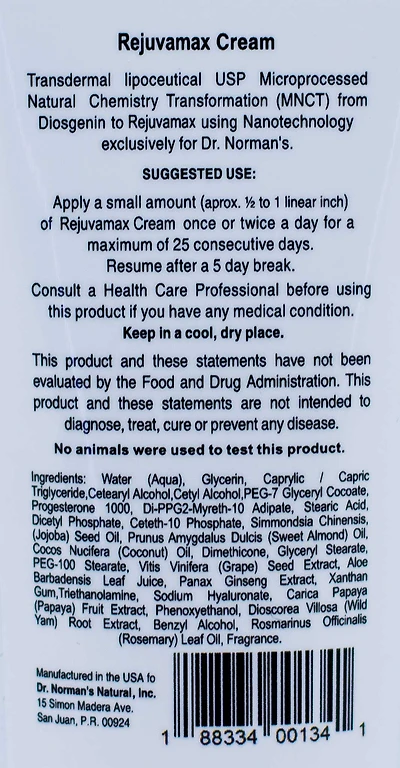 Rejuvamax Cream
Transdermal lipoceutical USP Microprocessed
Natural Chemistry Transformation (MNCT) from
Diosgenin to Rejuvamax using Nanotechnology
exclusively for Dr. Norman's.
SUGGESTED USE:
Apply a small amount (aprox. ½ to 1 linear inch)
of Rejuvamax Cream once or twice a day for a
maximum of 25 consecutive days.
Resume after a 5 day break.
Consult a Health Care Professional before using
this product if you have any medical condition.
Keep in a cool, dry place.
This product and these statements have not been
evaluated by the Food and Drug Administration. This
product and these statements are not intended to
diagnose, treat, cure or prevent any disease.
No animals were used to test this product.
Ingredients: Water (Aqua), Glycerin, Caprylic / Capric
Triglyceride,Cetearyl Alcohol,Cetyl Alcohol,PEG-7 Glyceryl Cocoate,
Progesterone 1000, Di-PPG2-Myreth-10 Adipate, Stearic Acid,
Dicetyl Phosphate, Ceteth-10 Phosphate, Simmondsia Chinensis,
(Jojoba) Seed Oil, Prunus Amygdalus Dulcis (Sweet Almond) Oil,
Cocos Nucifera (Coconut) Oil, Dimethicone, Glyceryl Stearate,
PEG-100 Stearate, Vitis Vinifera (Grape) Seed Extract, Aloe
Barbadensis Leaf Juice, Panax Ginseng Extract, Xanthan
Gum,Triethanolamine, Sodium Hyaluronate, Carica Papaya
(Papaya) Fruit Extract, Phenoxyethanol, Dioscorea Villosa (Wild
Yam) Root Extract, Benzyl Alcohol, Rosmarinus Officinalis
(Rosemary) Leaf Oil, Fragrance.
Manufactured in the USA fo
Dr. Norman's Natural, Inc.
15 Simon Madera Ave.
San Juan, P.R. 00924
1 88334 00134 1